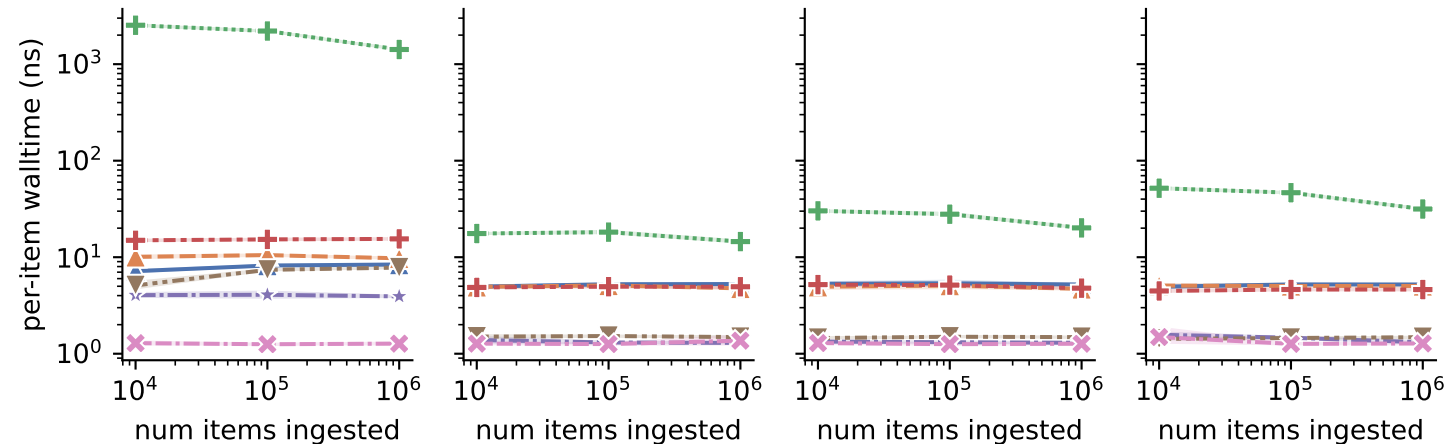 per-item walltime (ns)
10³
10²
10¹
10⁰
10⁴ 10⁵ 10⁶
10⁴ 10⁵ 10⁶
10⁴ 10⁵ 10⁶
10⁴ 10⁵ 10⁶
num items ingested
num items ingested
num items ingested
num items ingested